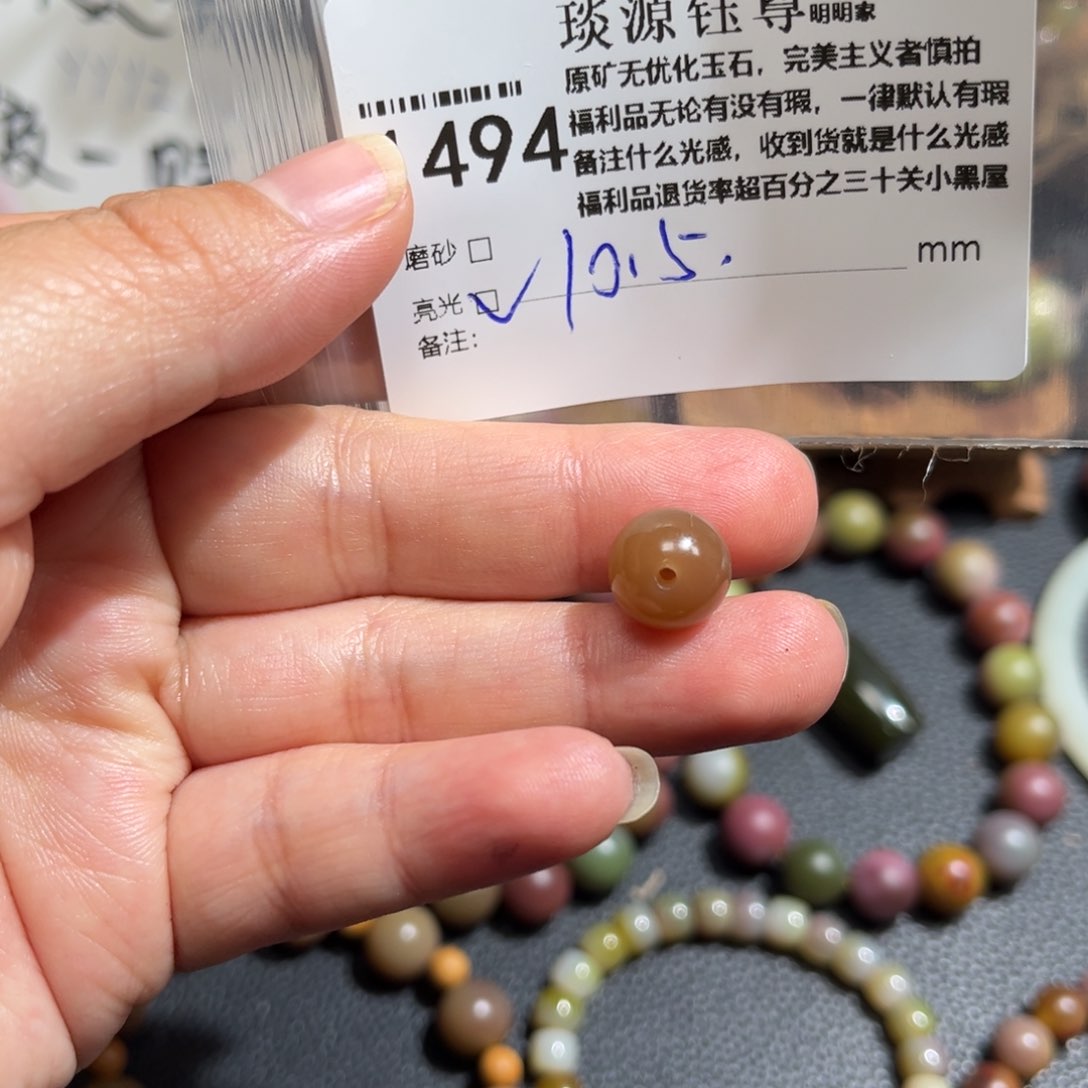 琰源钰尊明明家
原矿无优化玉石，完美主义者慎拍
福利品无论有没有瑕，一律默认有瑕
1494
备注什么光感，收到货就是什么光感
福利品退货率超百分之三十关小黑屋
磨砂 □
亮光 □ ✓ 10.5. mm
备注：